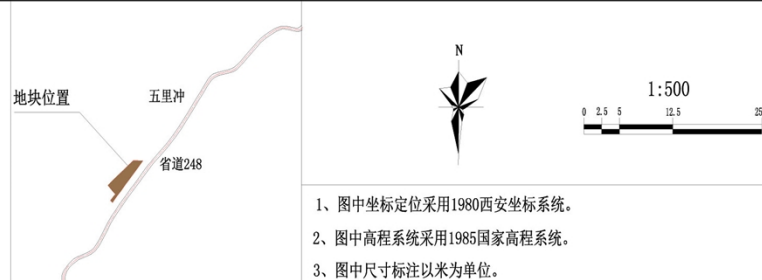 五里冲
地块位置
省道248
N
1:500
0 2.5 5 12.5 25
1、图中坐标定位采用1980西安坐标系统。
2、图中高程系统采用1985国家高程系统。
3、图中尺寸标注以米为单位。